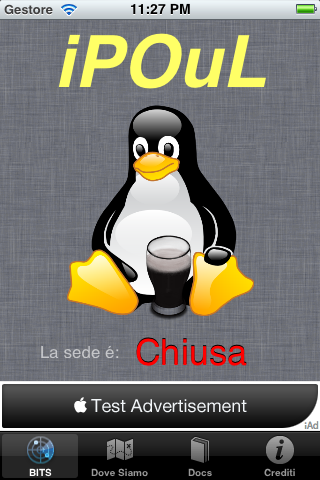 Gestore 11:27 PM
iPOuL
La sede é: Chiusa
Test Advertisement
iAd
BITS Dove Siamo Docs Crediti